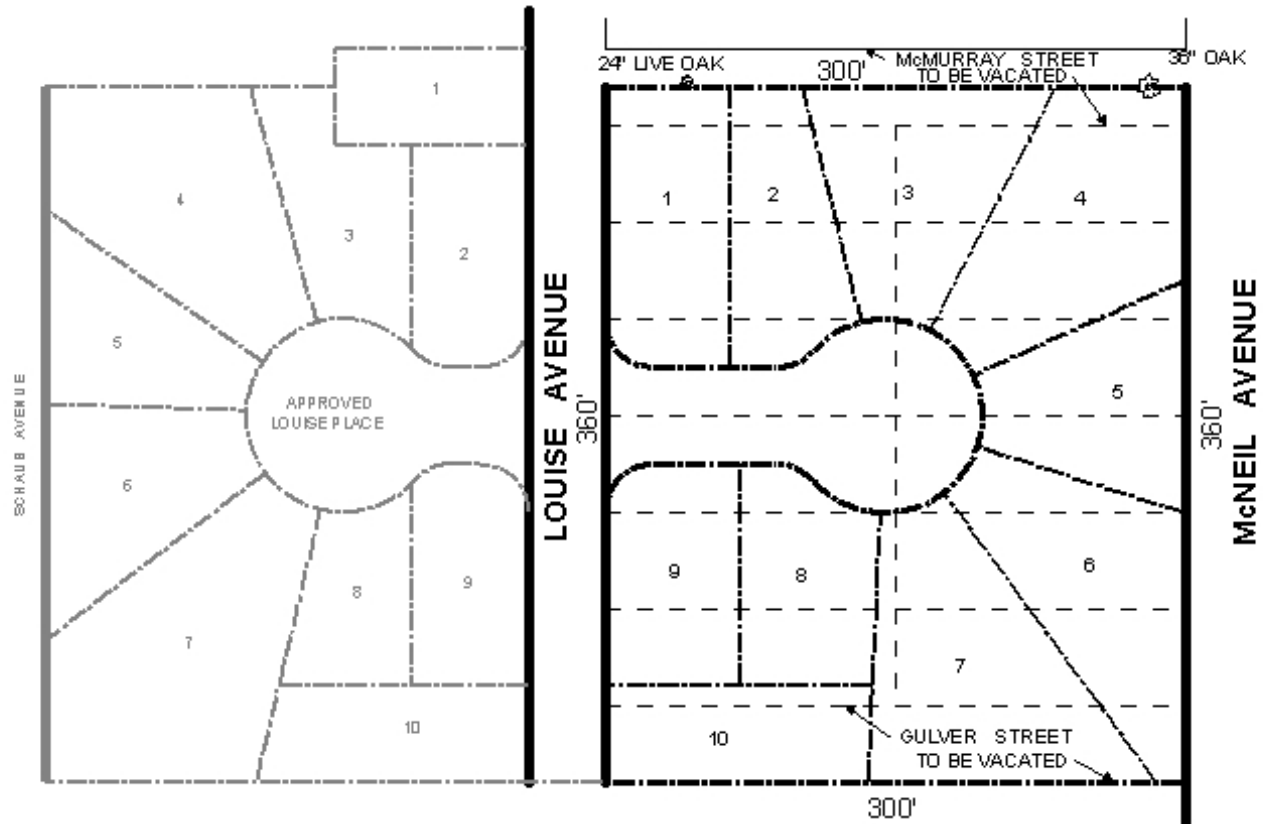 24" LIVE OAK
300'
McMURRAY STREET
TO BE VACATED
36" OAK
1
4
3
2
5
6
7
8
9
10
APPROVED
LOUISE PLACE
SCHAUB AVENUE
LOUISE AVENUE
360'
1
2
3
4
5
6
7
8
9
10
360'
McNEIL AVENUE
GULVER STREET
TO BE VACATED
300'